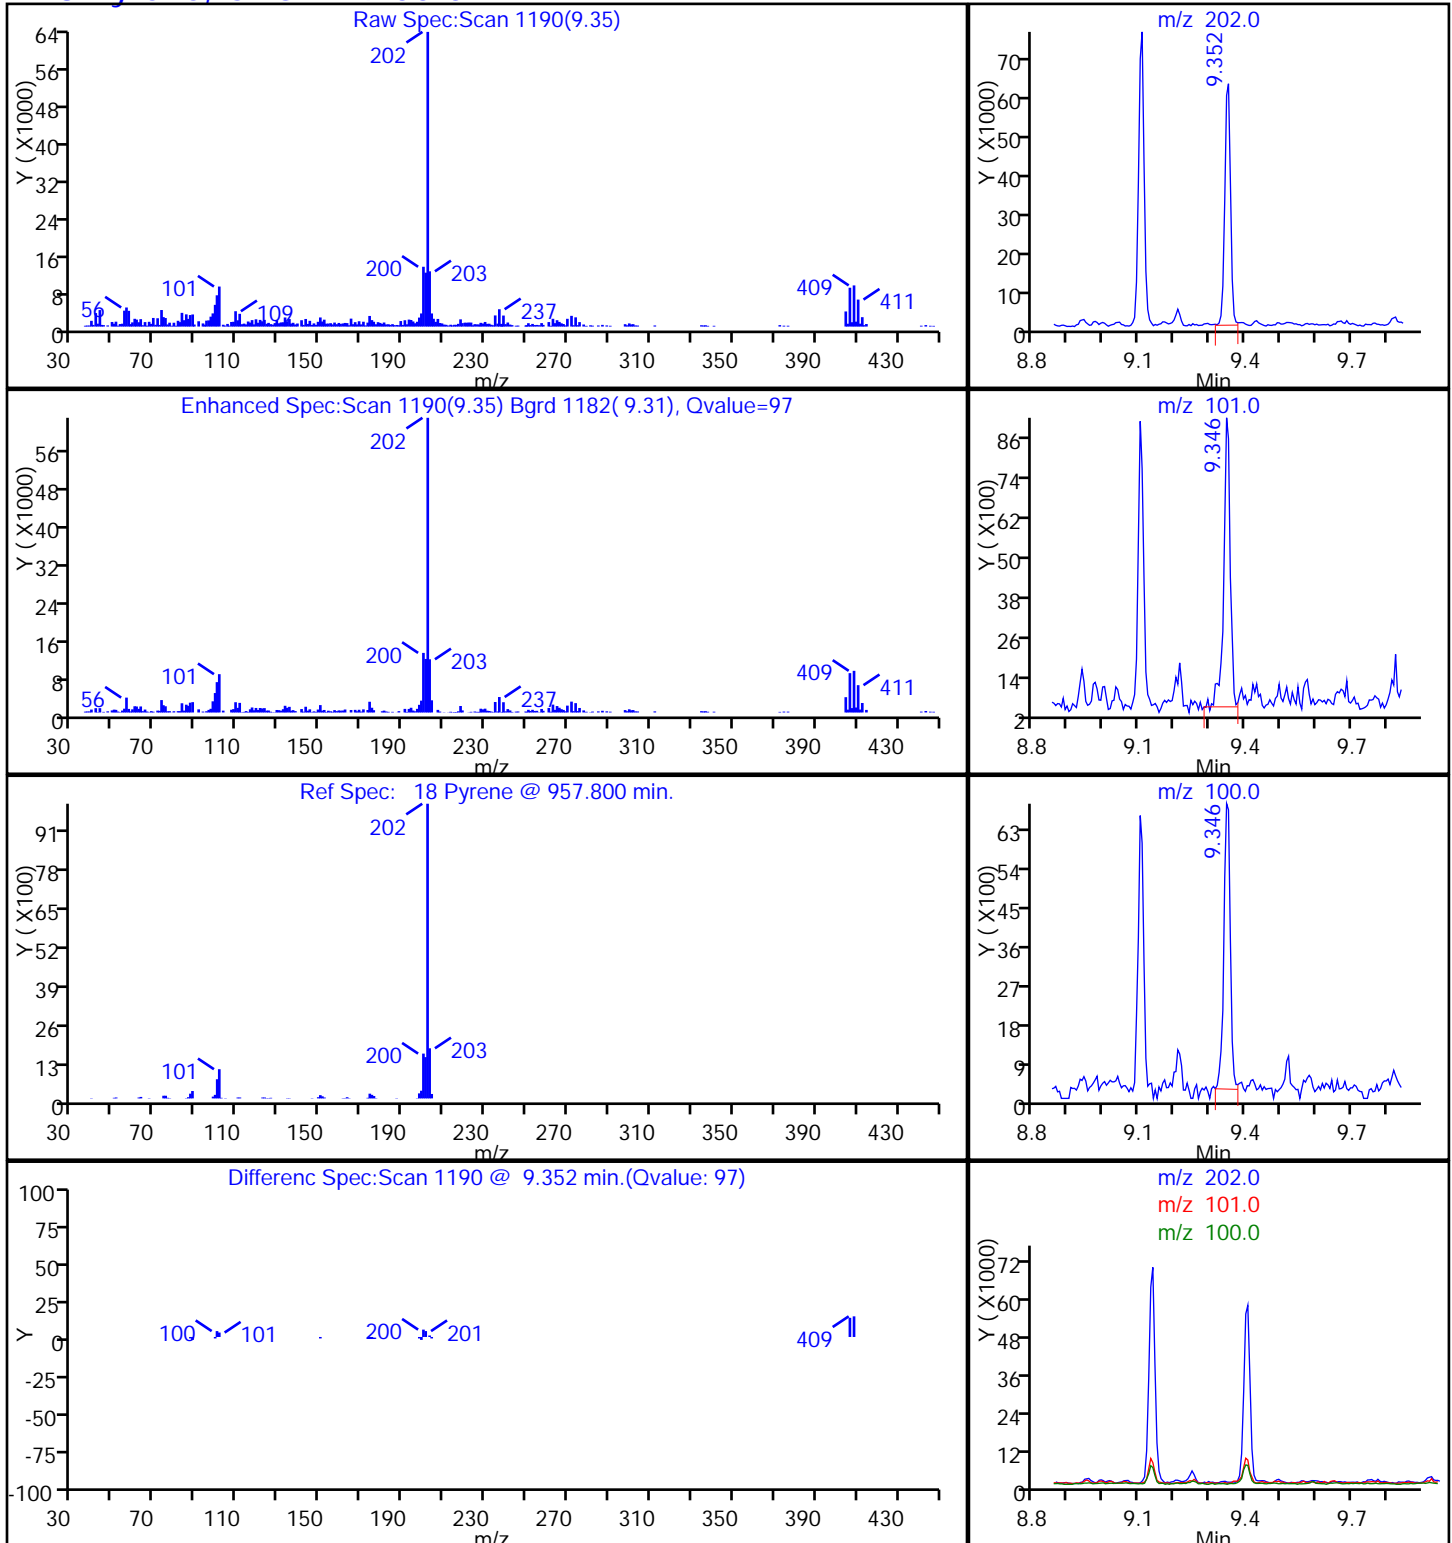 Raw Spec:Scan 1190(9.35)
Y ( X1000)
64
56
48
40
32
24
16
8
0
202
200
203
101
56
109
237
409
411
30 70 110 150 190 230 270 310 350 390 430
m/z
m/z 202.0
Y ( X1000)
70
60
50
40
30
20
10
0
9.352
8.8 9.1 9.4 9.7
Min
Enhanced Spec:Scan 1190(9.35) Bgrd 1182( 9.31), Qvalue=97
Y ( X1000)
56
48
40
32
24
16
8
0
202
200
203
101
56
237
409
411
30 70 110 150 190 230 270 310 350 390 430
m/z
m/z 101.0
Y ( X100)
86
74
62
50
38
26
14
2
9.346
8.8 9.1 9.4 9.7
Min
Ref Spec: 18 Pyrene @ 957.800 min.
Y ( X100)
91
78
65
52
39
26
13
0
202
200
203
101
30 70 110 150 190 230 270 310 350 390 430
m/z
m/z 100.0
Y ( X100)
63
54
45
36
27
18
9
0
9.346
8.8 9.1 9.4 9.7
Min
Differenc Spec:Scan 1190 @ 9.352 min.(Qvalue: 97)
Y
100
75
50
25
0
-25
-50
-75
-100
100
101
200
201
409
30 70 110 150 190 230 270 310 350 390 430
m/z
m/z 202.0
m/z 101.0
m/z 100.0
Y ( X1000)
72
60
48
36
24
12
0
8.8 9.1 9.4 9.7
Min